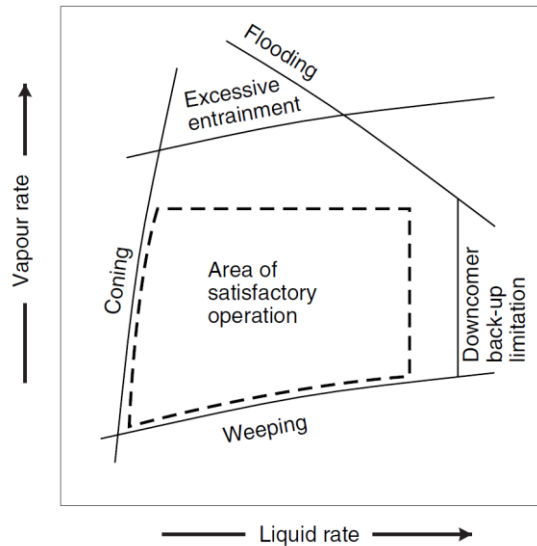 Flooding
Excessive
entrainment
Vapour rate
Coning
Area of
satisfactory
operation
Downcomer
back-up
limitation
Weeping
Liquid rate